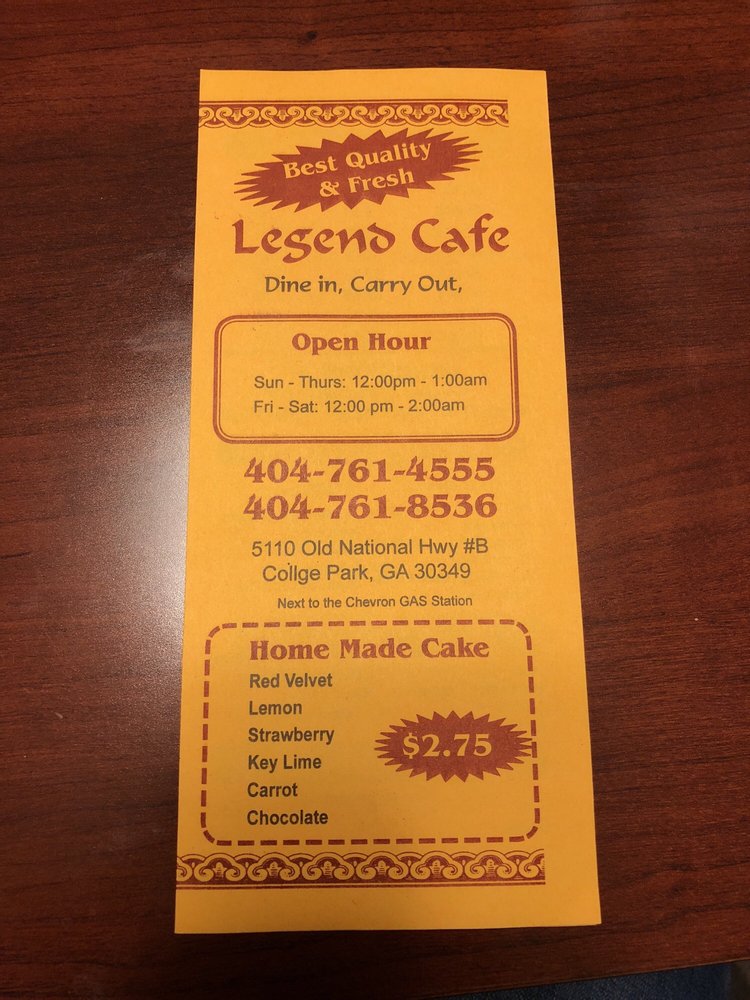 Best Quality
& Fresh
Legend Cafe
Dine in, Carry Out,
Open Hour
Sun - Thurs: 12:00pm - 1:00am
Fri - Sat: 12:00 pm - 2:00am
404-761-4555
404-761-8536
5110 Old National Hwy #B
Collge Park, GA 30349
Next to the Chevron GAS Station
Home Made Cake
Red Velvet
Lemon
Strawberry
Key Lime
Carrot
Chocolate
$2.75